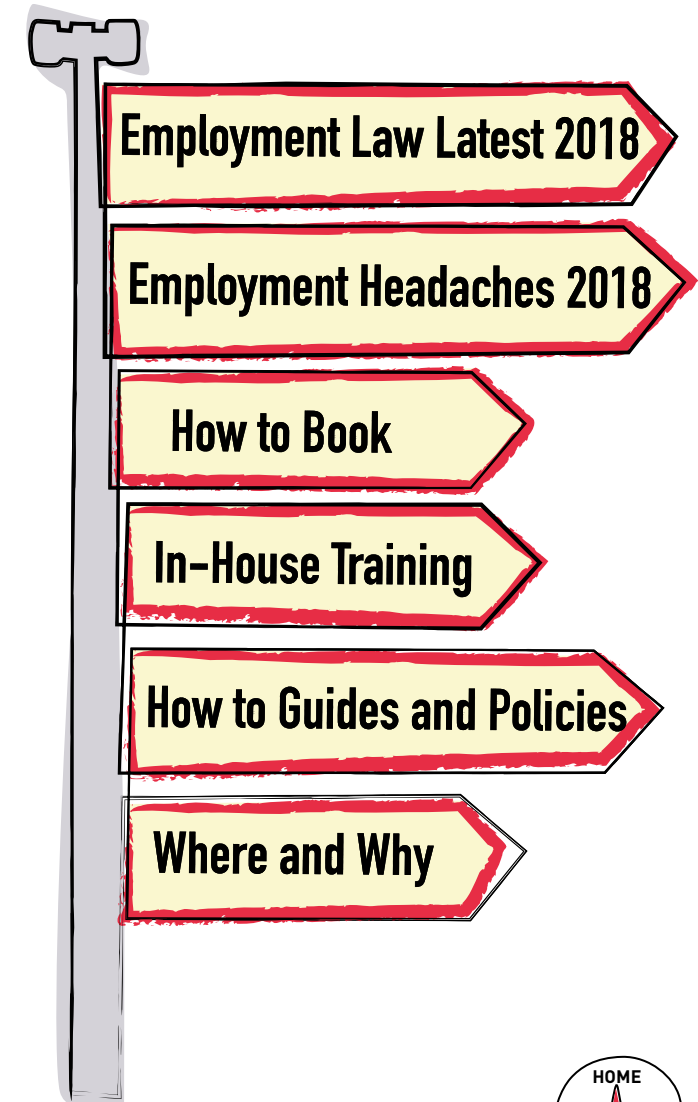 Employment Law Latest 2018
Employment Headaches 2018
How to Book
In-House Training
How to Guides and Policies
Where and Why
HOME